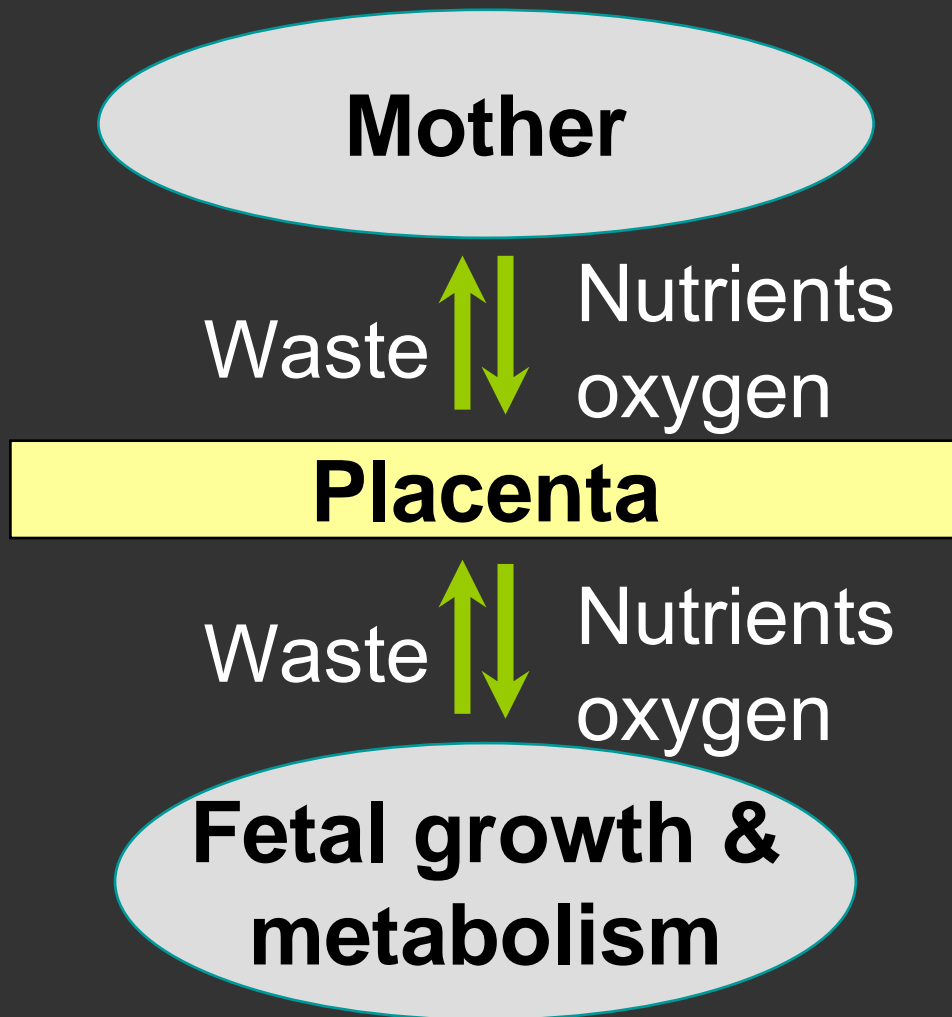 Mother
Waste
Nutrients
oxygen
Placenta
Waste
Nutrients
oxygen
Fetal growth &
metabolism